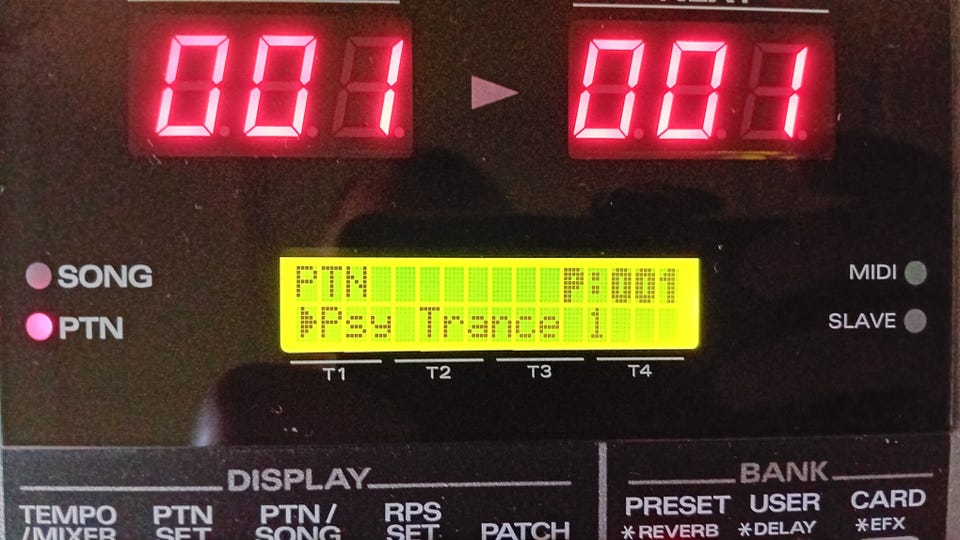 001 ▶ 001
SONG
PTN
PTN P:001
Psy Trance 1
T1 T2 T3 T4
MIDI
SLAVE
DISPLAY
TEMPO /MIXER
PTN SET
PTN/ SONG
RPS SET
PATCH
BANK
PRESET USER CARD
*REVERB *DELAY *EFX